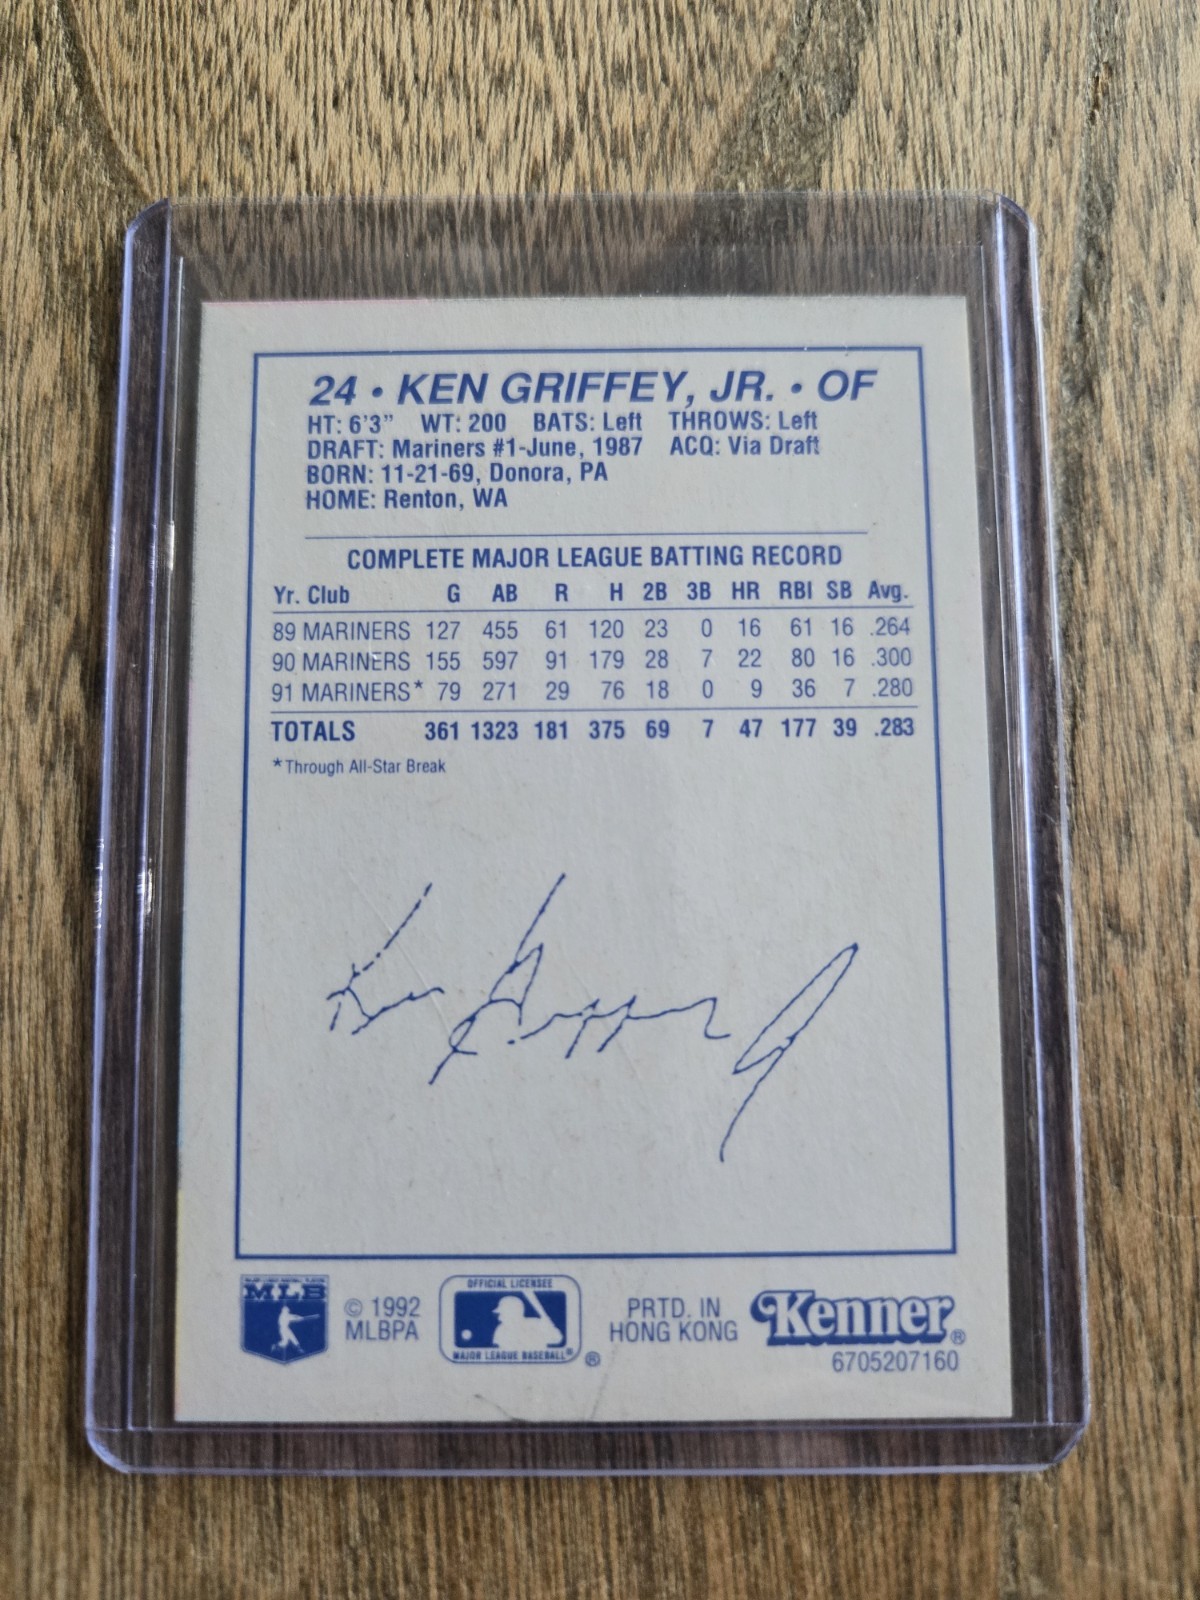 24 • KEN GRIFFEY, JR. • OF
HT: 6'3" WT: 200 BATS: Left THROWS: Left
DRAFT: Mariners #1-June, 1987 ACQ: Via Draft
BORN: 11-21-69, Donora, PA
HOME: Renton, WA
COMPLETE MAJOR LEAGUE BATTING RECORD
Yr. Club G AB R H 2B 3B HR RBI SB Avg.
89 MARINERS 127 455 61 120 23 0 16 61 16 .264
90 MARINERS 155 597 91 179 28 7 22 80 16 .300
91 MARINERS* 79 271 29 76 18 0 9 36 7 .280
TOTALS 361 1323 181 375 69 7 47 177 39 .283
*Through All-Star Break
Ken Griffey Jr
MLB
© 1992
MLBPA
OFFICIAL LICENSEE
MAJOR LEAGUE BASEBALL®
®
PRTD. IN
HONG KONG
Kenner®
6705207160